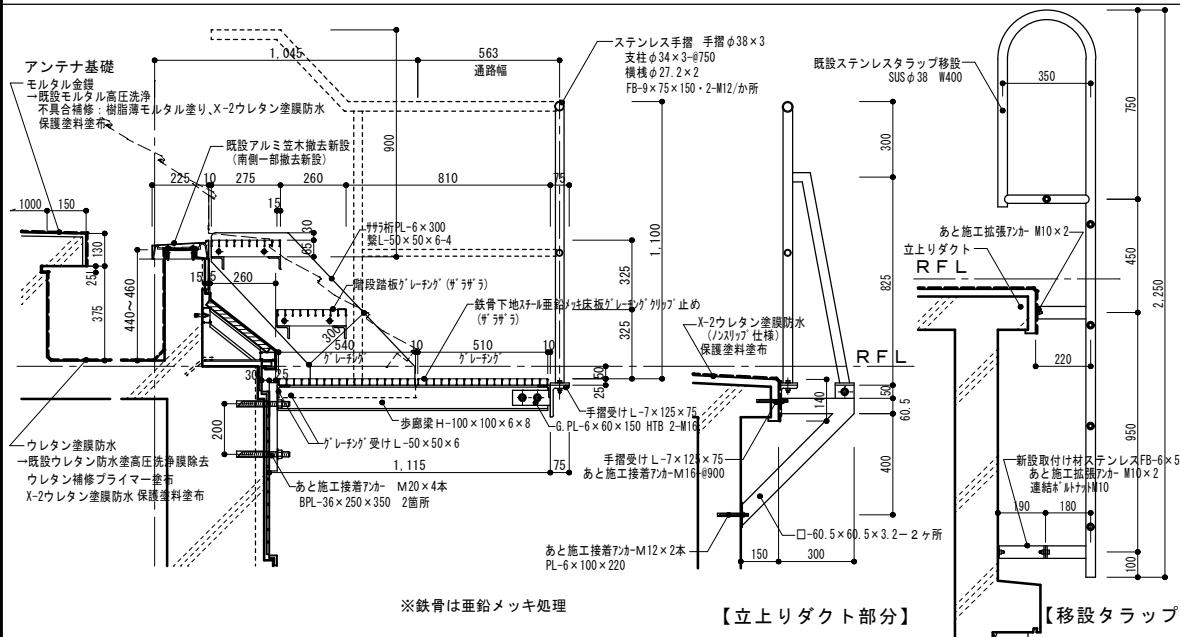 アンテナ基礎
モルタル金鏝
→既設モルタル高圧洗浄
不具合補修:樹脂薄モルタル塗り、X-2ウレタン塗膜防水
保護塗料塗布
1,045
563
通路幅
ステンレス手摺 手摺φ38×3
支柱φ34×3-@750
横桟φ27.2×2
FB-9×75×150・2-M12/か所
既設アルミ笠木撤去新設
(南側一部撤去新設)
900
225
10
275
260
810
75
15
1000
150
30
65
130
25
375
440~460
15
5
260
ササラ桁PL-6×300
繋L-50×50×6-4
階段踏板グレーチング(ザラザラ)
鉄骨下地スチール亜鉛メッキ床板グレーチングクリップ止め
(ザラザラ)
300
540
10
510
10
グレーチング
グレーチング
325
325
1,100
50
25
30
25
200
歩廊梁H-100×100×6×8
グレーチング受けL-50×50×6
1,115
75
手摺受けL-7×125×75
G.PL-6×60×150 HTB 2-M16
あと施工接着アンカー M20×4本
BPL-36×250×350 2箇所
ウレタン塗膜防水
→既設ウレタン防水塗高圧洗浄膜除去
ウレタン補修プライマー塗布
X-2ウレタン塗膜防水 保護塗料塗布
※鉄骨は亜鉛メッキ処理
X-2ウレタン塗膜防水
(ノンスリップ仕様)
保護塗料塗布
RFL
300
825
50
60.5
400
140
手摺受けL-7×125×75
あと施工接着アンカーM16-@900
あと施工接着アンカーM12×2本
PL-6×100×220
150
300
□-60.5×60.5×3.2-2ヶ所
【立上りダクト部分】
既設ステンレスタラップ移設
SUSφ38 W400
350
750
あと施工拡張アンカー M10×2
立上りダクト
RFL
450
2,250
220
950
新設取付け材ステンレスFB-6×5
あと施工拡張アンカー M10×2
連結ボルトナットM10
190
180
100
【移設タラップ